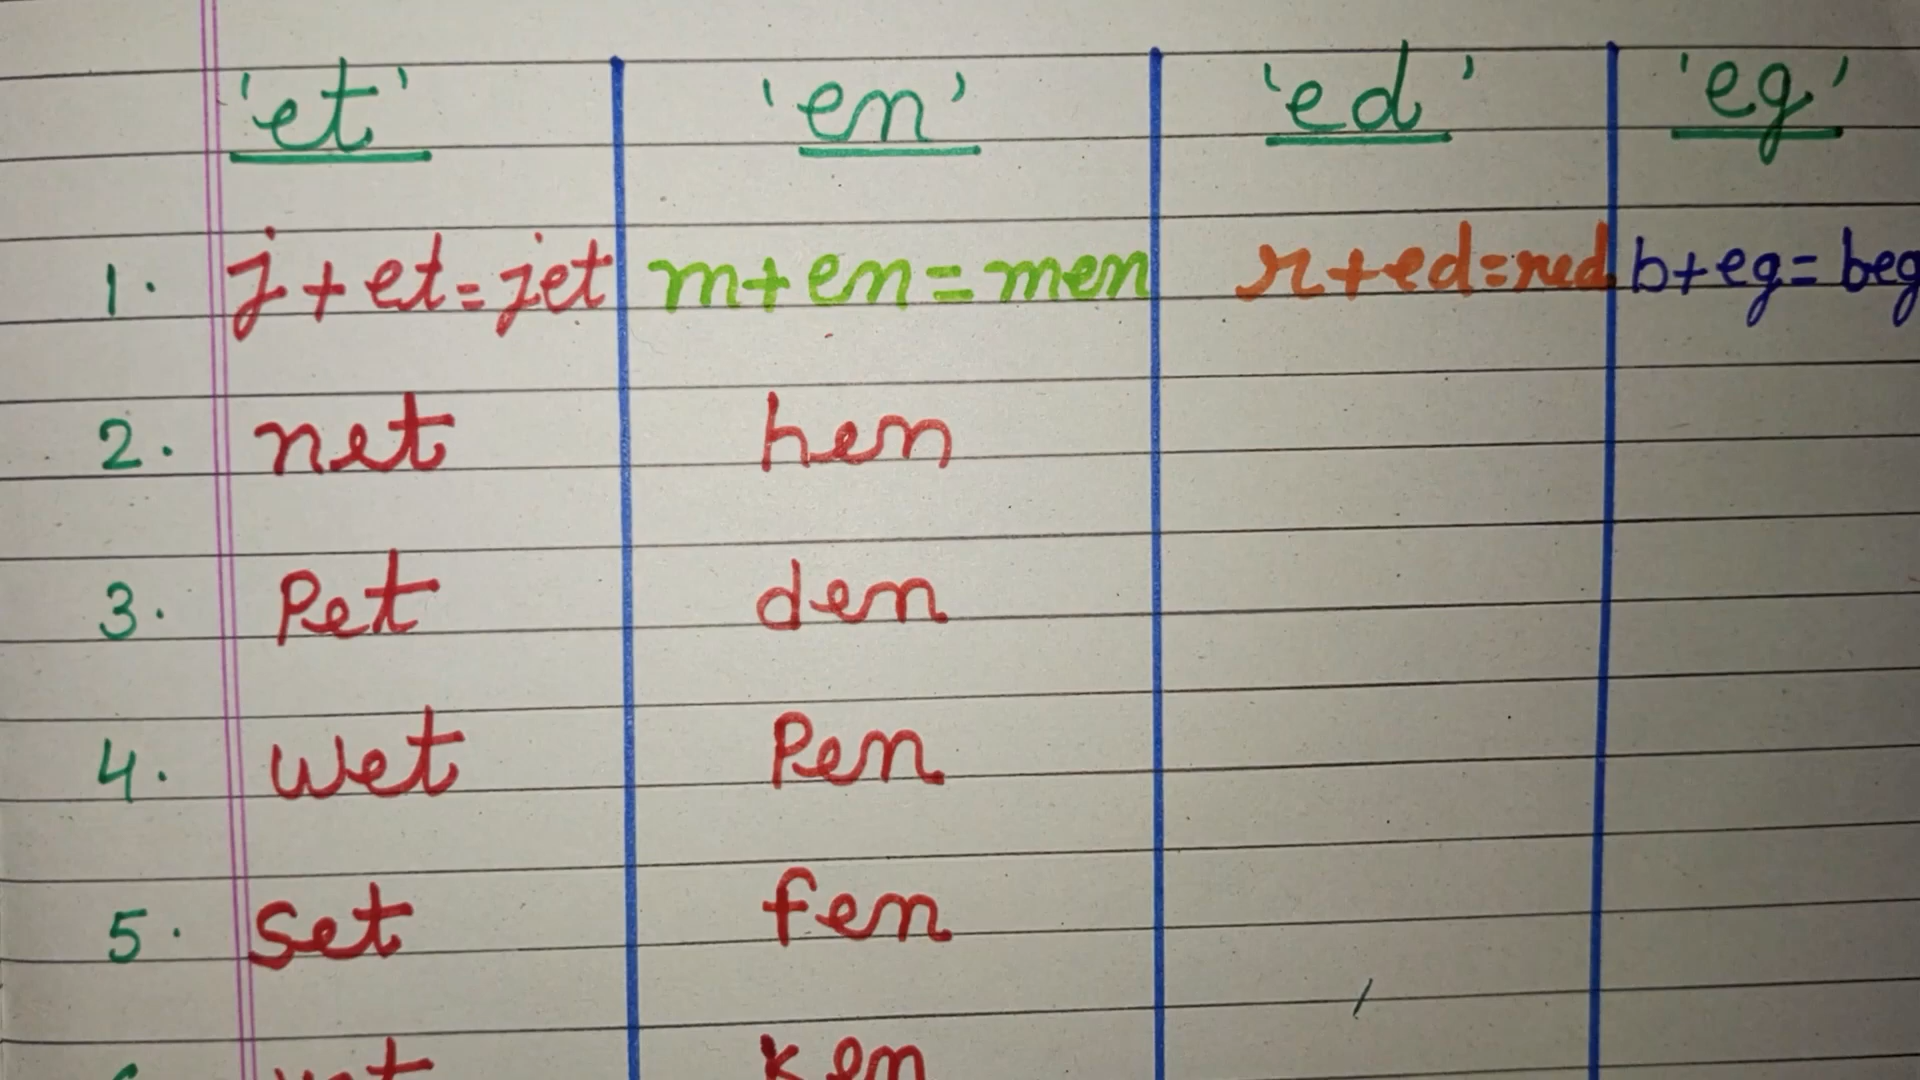 'et' 'en' 'ed' 'eg'
1. j+et=jet m+en=men r+ed=red b+eg=beg
2. net hen
3. Pet den
4. wet Pen
5. Set fen
Ken